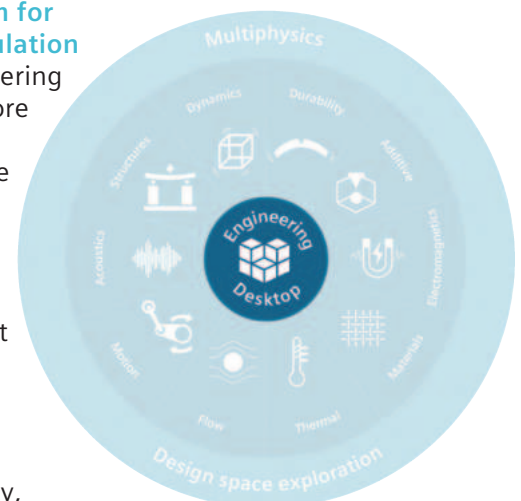 n for
ulation
ering
ore
e
t
y,
Multiphysics
Dynamics
Durability
Structures
Additive
Acoustics
Electromagnetics
Motion
Materials
Flow
Thermal
Engineering
Desktop
Design space exploration